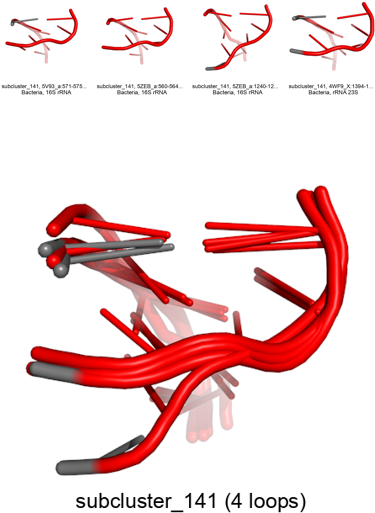 subcluster_141, 5V93_a:571-575...
Bacteria, 16S rRNA
subcluster_141, 5ZEB_a:560-564...
Bacteria, 16S rRNA
subcluster_141, 5ZEB_a:1240-12...
Bacteria, 16S rRNA
subcluster_141, 4WF9_X:1394-1...
Bacteria, rRNA 23S
subcluster_141 (4 loops)